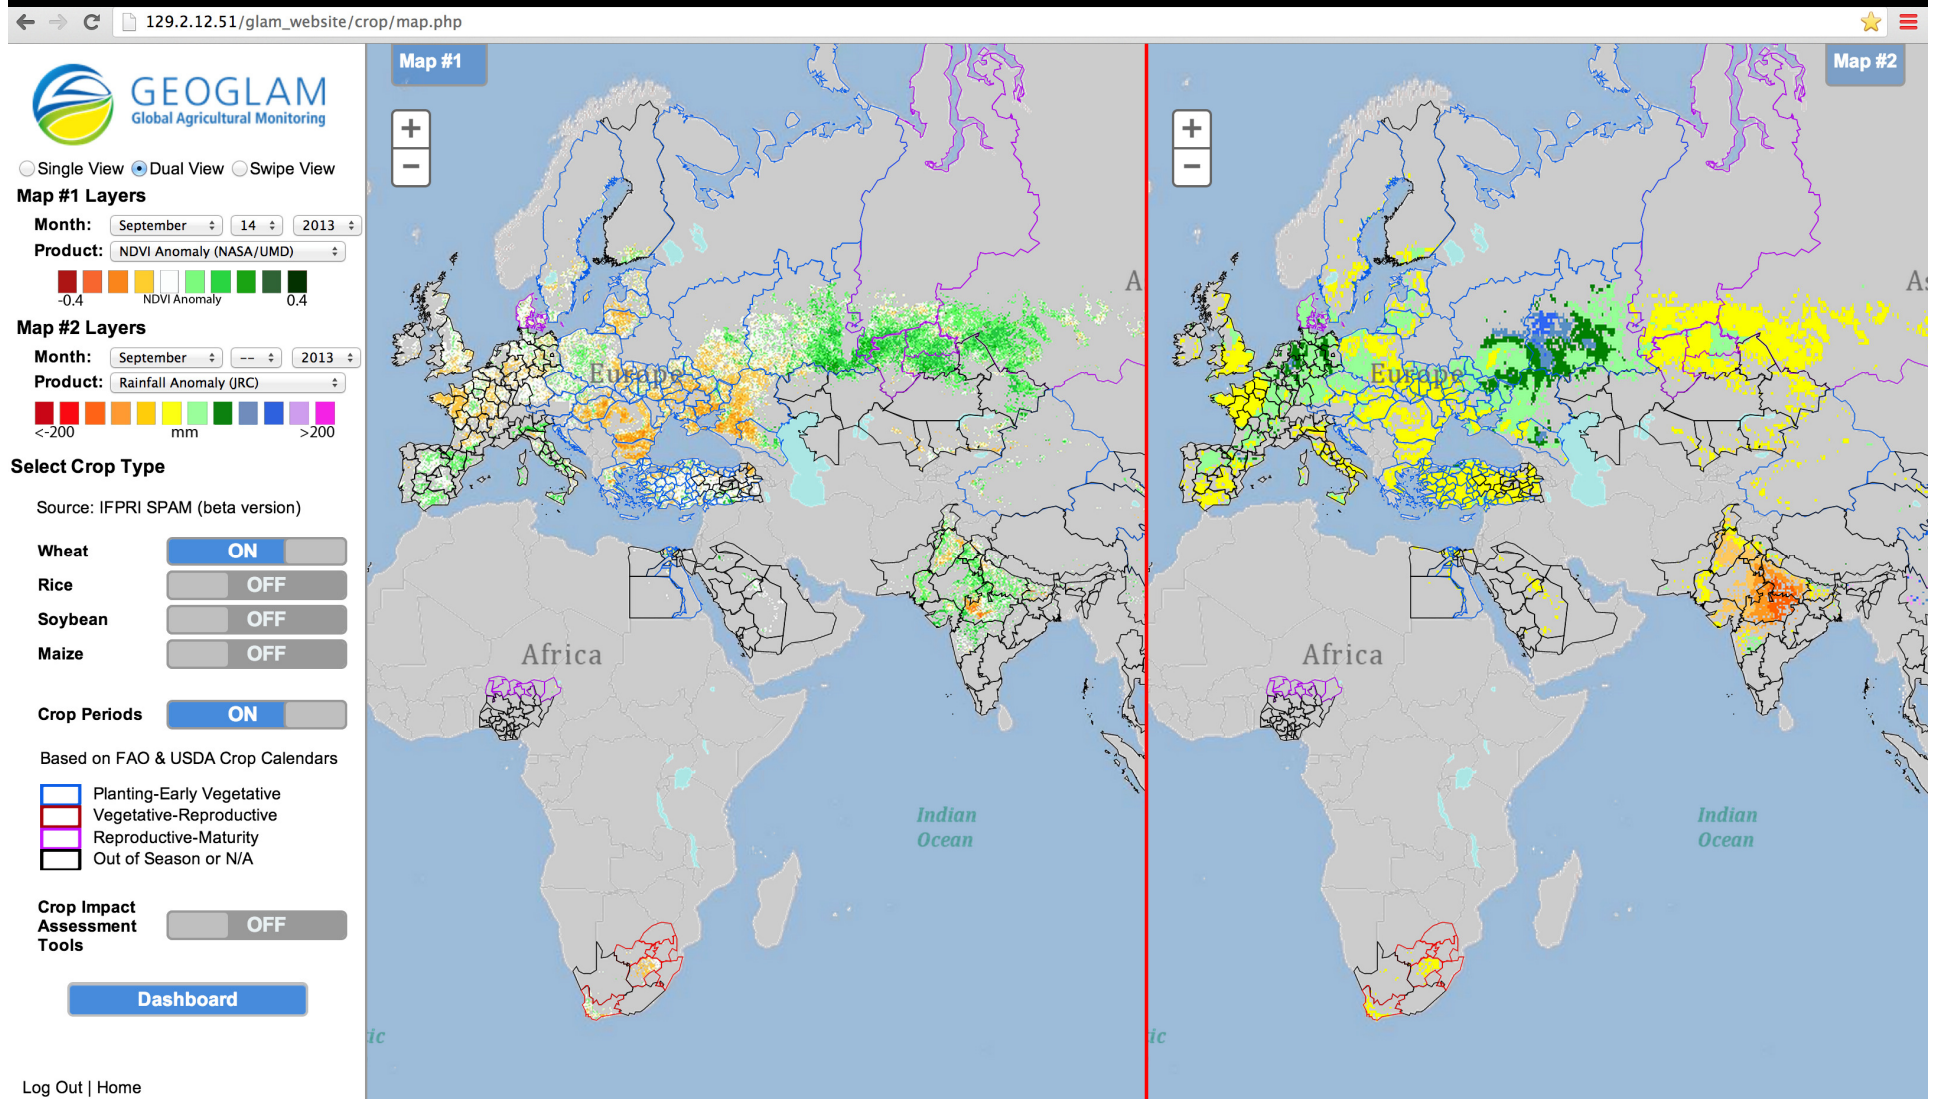 129.2.12.51/glam_website/crop/map.php
GEOGLAM
Global Agricultural Monitoring
Single View Dual View Swipe View
Map #1 Layers
Month: September 14 2013
Product: NDVI Anomaly (NASA/UMD)
-0.4 NDVI Anomaly 0.4
Map #2 Layers
Month: September -- 2013
Product: Rainfall Anomaly (JRC)
<-200 mm >200
Select Crop Type
Source: IFPRI SPAM (beta version)
Wheat ON
Rice OFF
Soybean OFF
Maize OFF
Crop Periods ON
Based on FAO & USDA Crop Calendars
Planting-Early Vegetative
Vegetative-Reproductive
Reproductive-Maturity
Out of Season or N/A
Crop Impact
Assessment OFF
Tools
Dashboard
Log Out | Home
Map #1
+
−
A
Europe
Africa
Indian
Ocean
ic
Map #2
+
−
As
Europe
Africa
Indian
Ocean
ic